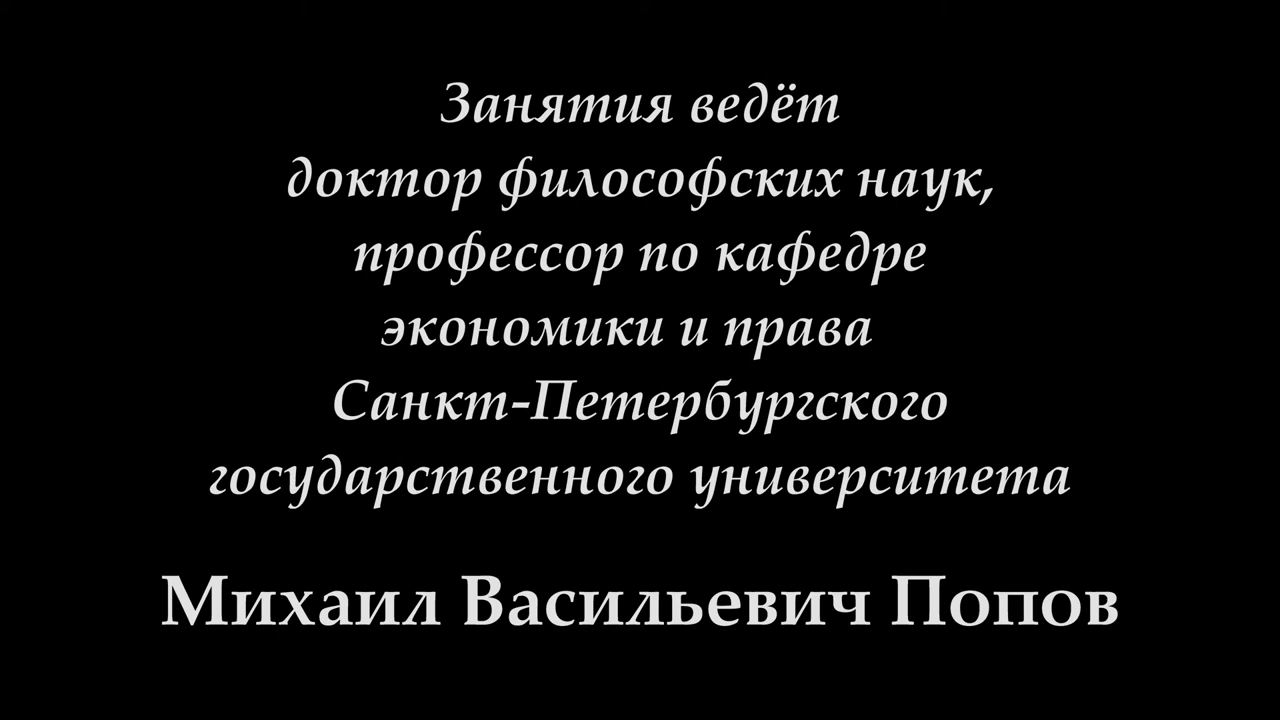 Занятия ведёт
доктор философских наук,
профессор по кафедре
экономики и права
Санкт-Петербургского
государственного университета
Михаил Васильевич Попов